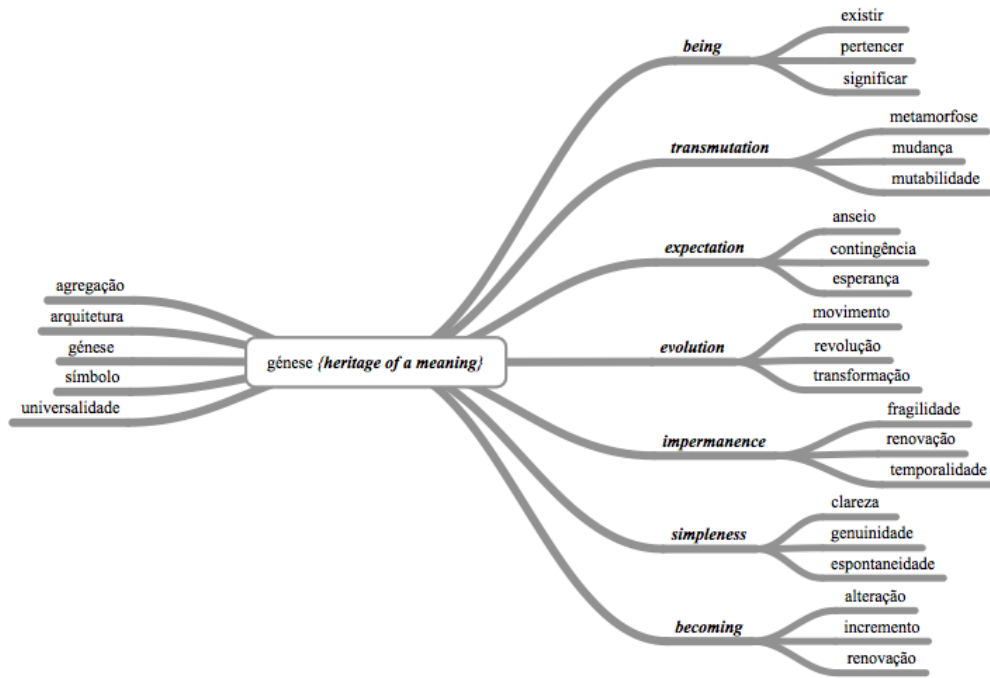 agregação
arquitetura
génese
símbolo
universalidade
génese {heritage of a meaning}
being
existir
pertencer
significar
transmutation
metamorfose
mudança
mutabilidade
expectation
anseio
contingência
esperança
evolution
movimento
revolução
transformação
impermanence
fragilidade
renovação
temporalidade
simpleness
clareza
genuinidade
espontaneidade
becoming
alteração
incremento
renovação